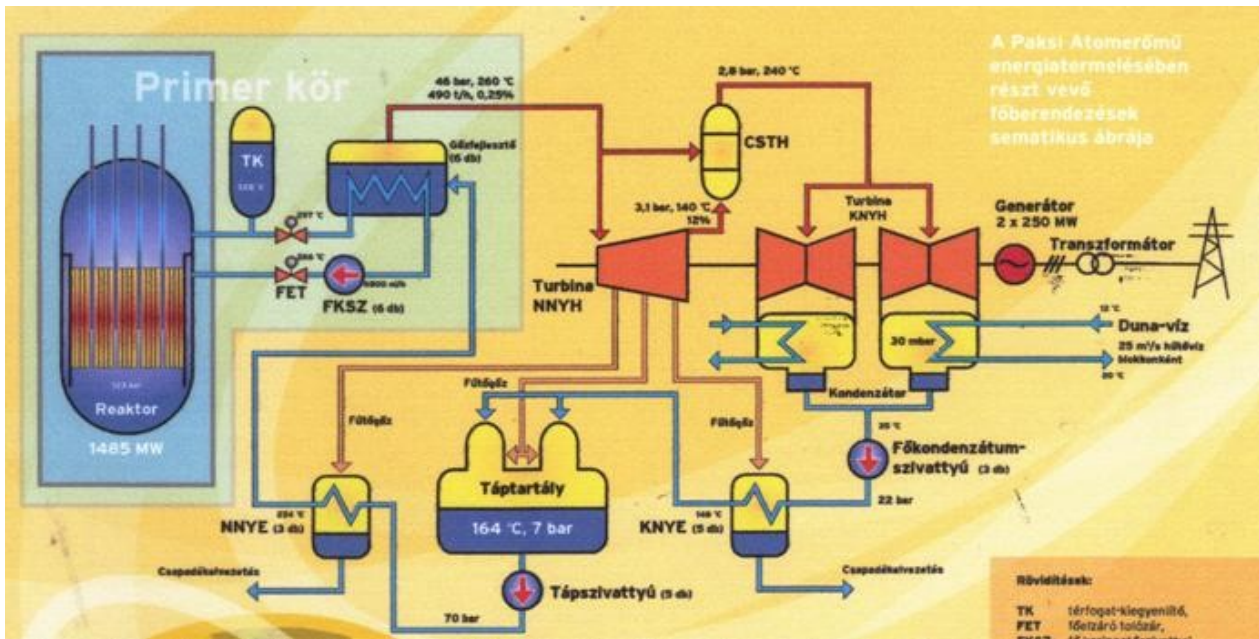 Primer kör
A Paksi Atomerőmű
energiatermelésében
részt vevő
főberendezések
sematikus ábrája
46 bar, 260 °C
490 t/h, 0,25%
2,8 bar, 240 °C
TK
Gőzfejlesztő
(6 db)
CSTH
3,1 bar, 140 °C
12%
Turbina
KNYH
Generátor
2 x 250 MW
Transzformátor
297 °C
FET
FKSZ (6 db)
Turbina
NNYH
12 °C
Duna-víz
30 mbar
25 m³/s hűtővíz
blokkonként
20 °C
Reaktor
1485 MW
Fűtőgőz
Fűtőgőz
Fűtőgőz
Kondenzátor
25 °C
Főkondenzátum-
szivattyú (3 db)
Táptartály
164 °C, 7 bar
NNYE (3 db)
KNYE (5 db)
22 bar
Csapadékelvezetés
Tápszivattyú (5 db)
Csapadékelvezetés
70 bar
Rövidítések:
TK térfogat-kiegyenlítő,
FET főelzáró tolózár,